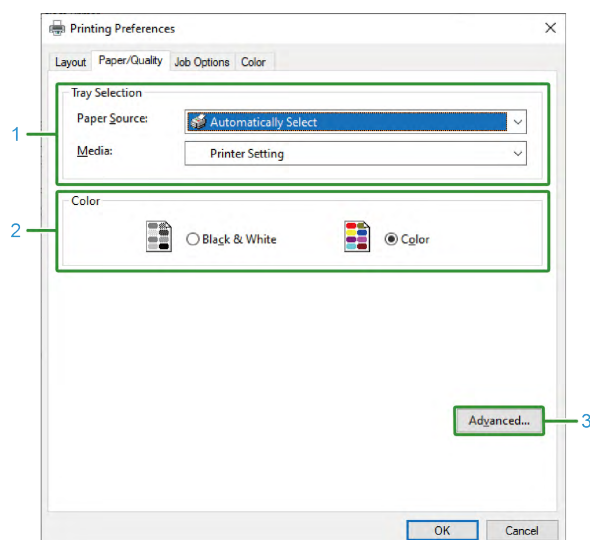 Printing Preferences
Layout Paper/Quality Job Options Color
Tray Selection
1
Paper Source: Automatically Select
Media: Printer Setting
Color
2
Black & White Color
Advanced... 3
OK Cancel